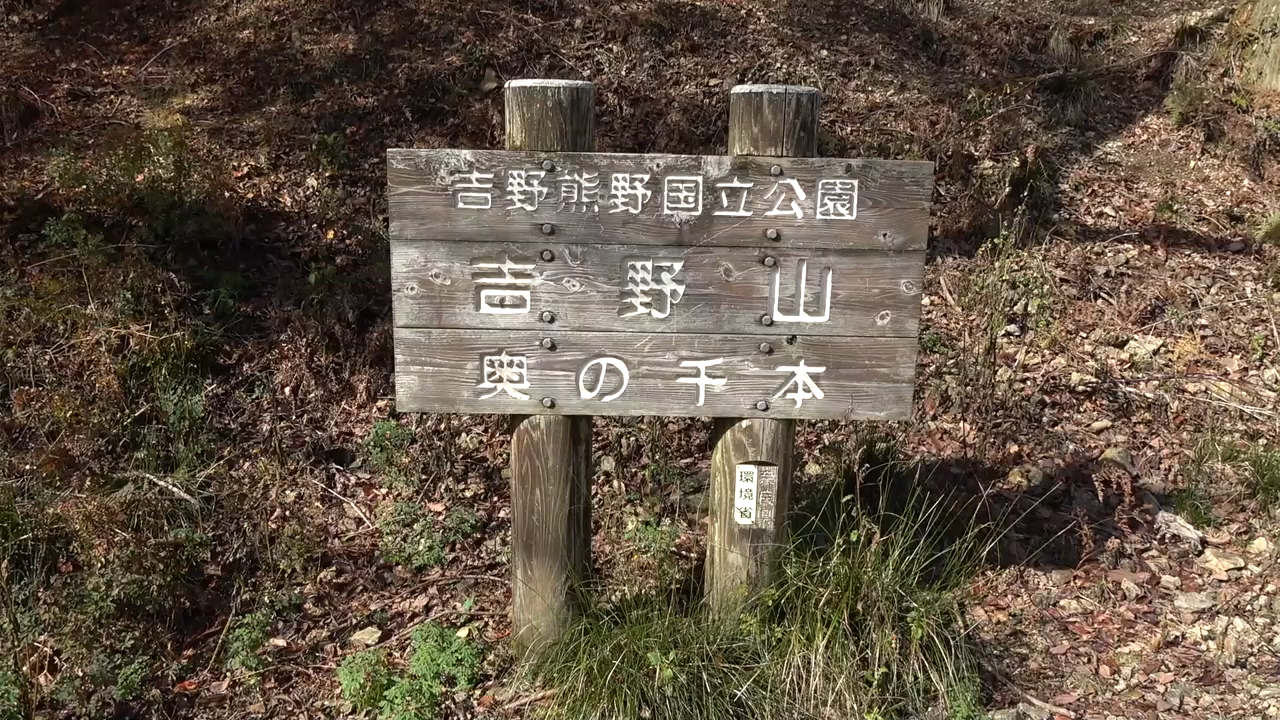 吉野熊野国立公園
吉野山
奥の千本
環境省